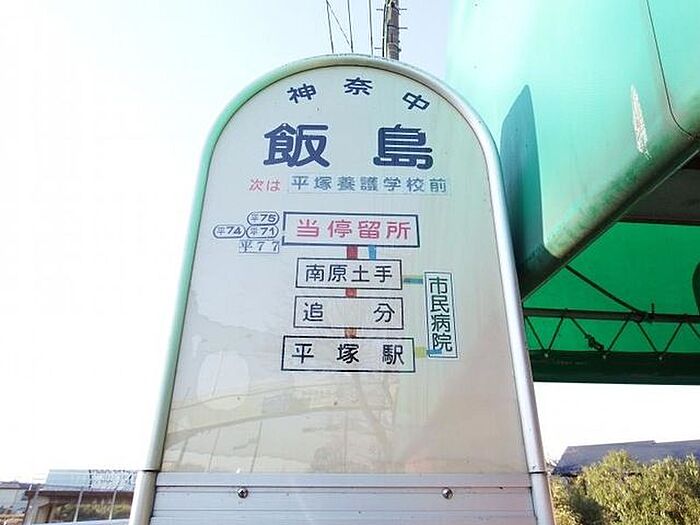 神奈中
飯島
次は 平塚養護学校前
平75
平74 平71
平77
当停留所
南原土手
追分
平塚駅
市民病院